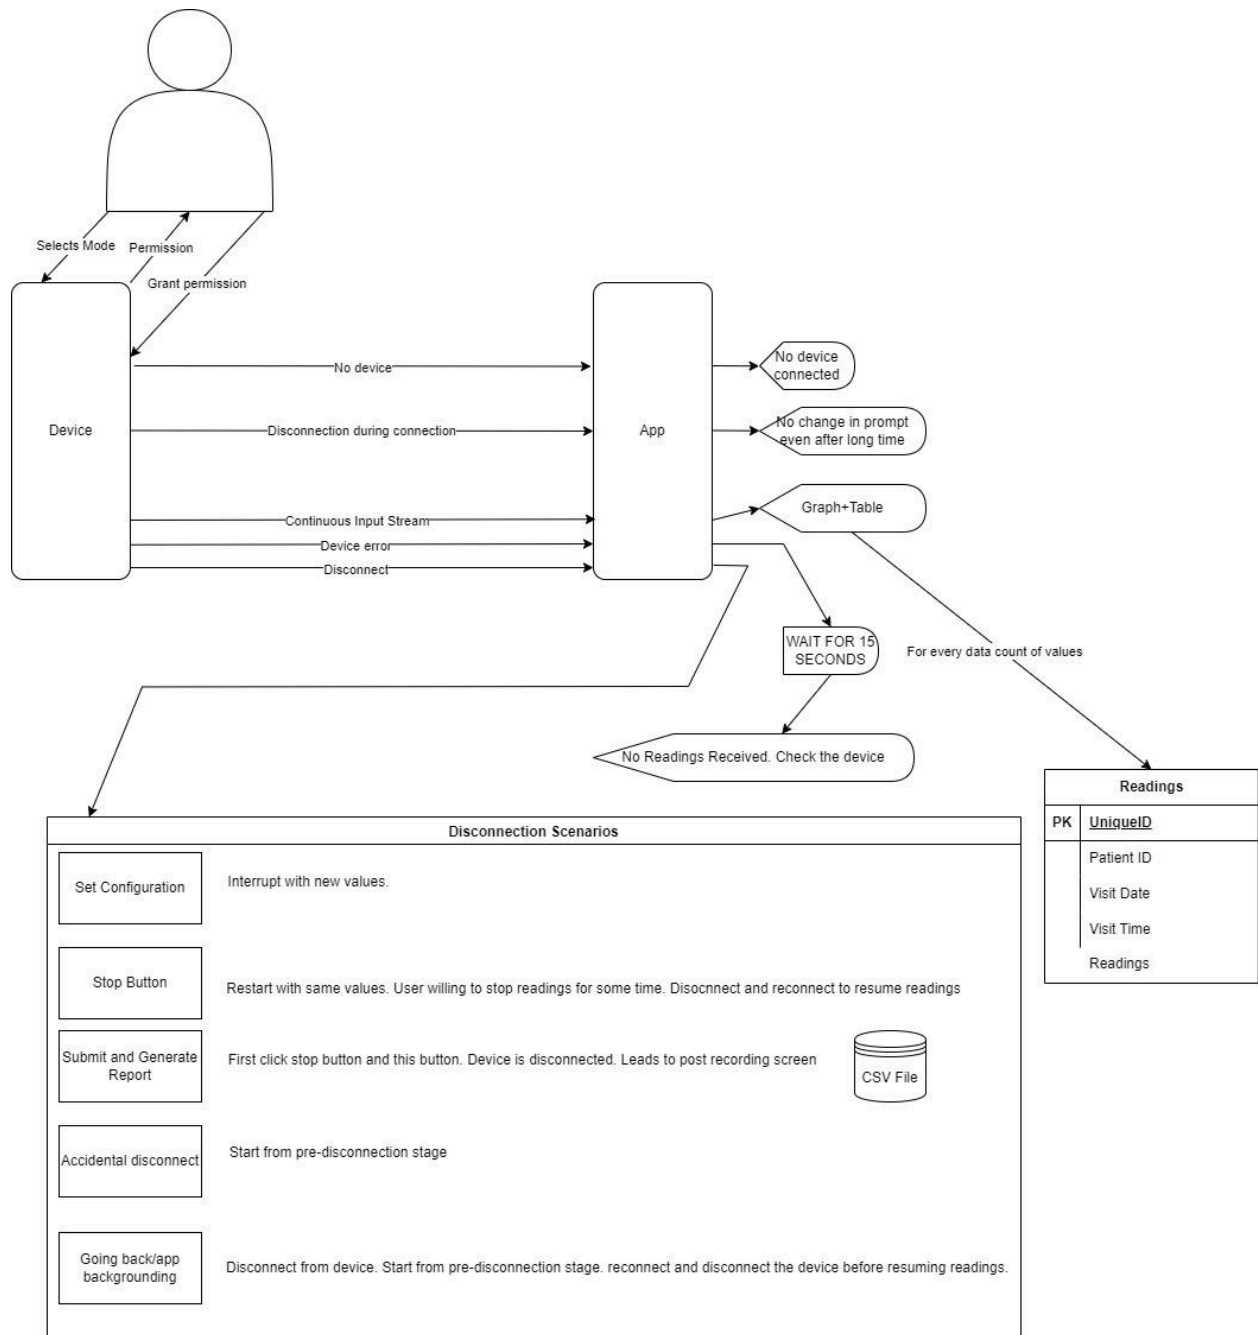 Selects Mode
Permission
Grant permission
Device
No device
Disconnection during connection
Continuous Input Stream
Device error
Disconnect
App
No device
connected
No change in prompt
even after long time
Graph+Table
WAIT FOR 15
SECONDS
For every data count of values
No Readings Received. Check the device
Readings
PK
UniqueID
Patient ID
Visit Date
Visit Time
Readings
Disconnection Scenarios
Set Configuration
Interrupt with new values.
Stop Button
Restart with same values. User willing to stop readings for some time. Disocnnect and reconnect to resume readings
Submit and Generate
Report
First click stop button and this button. Device is disconnected. Leads to post recording screen
CSV File
Accidental disconnect
Start from pre-disconnection stage
Going back/app
backgrounding
Disconnect from device. Start from pre-disconnection stage. reconnect and disconnect the device before resuming readings.